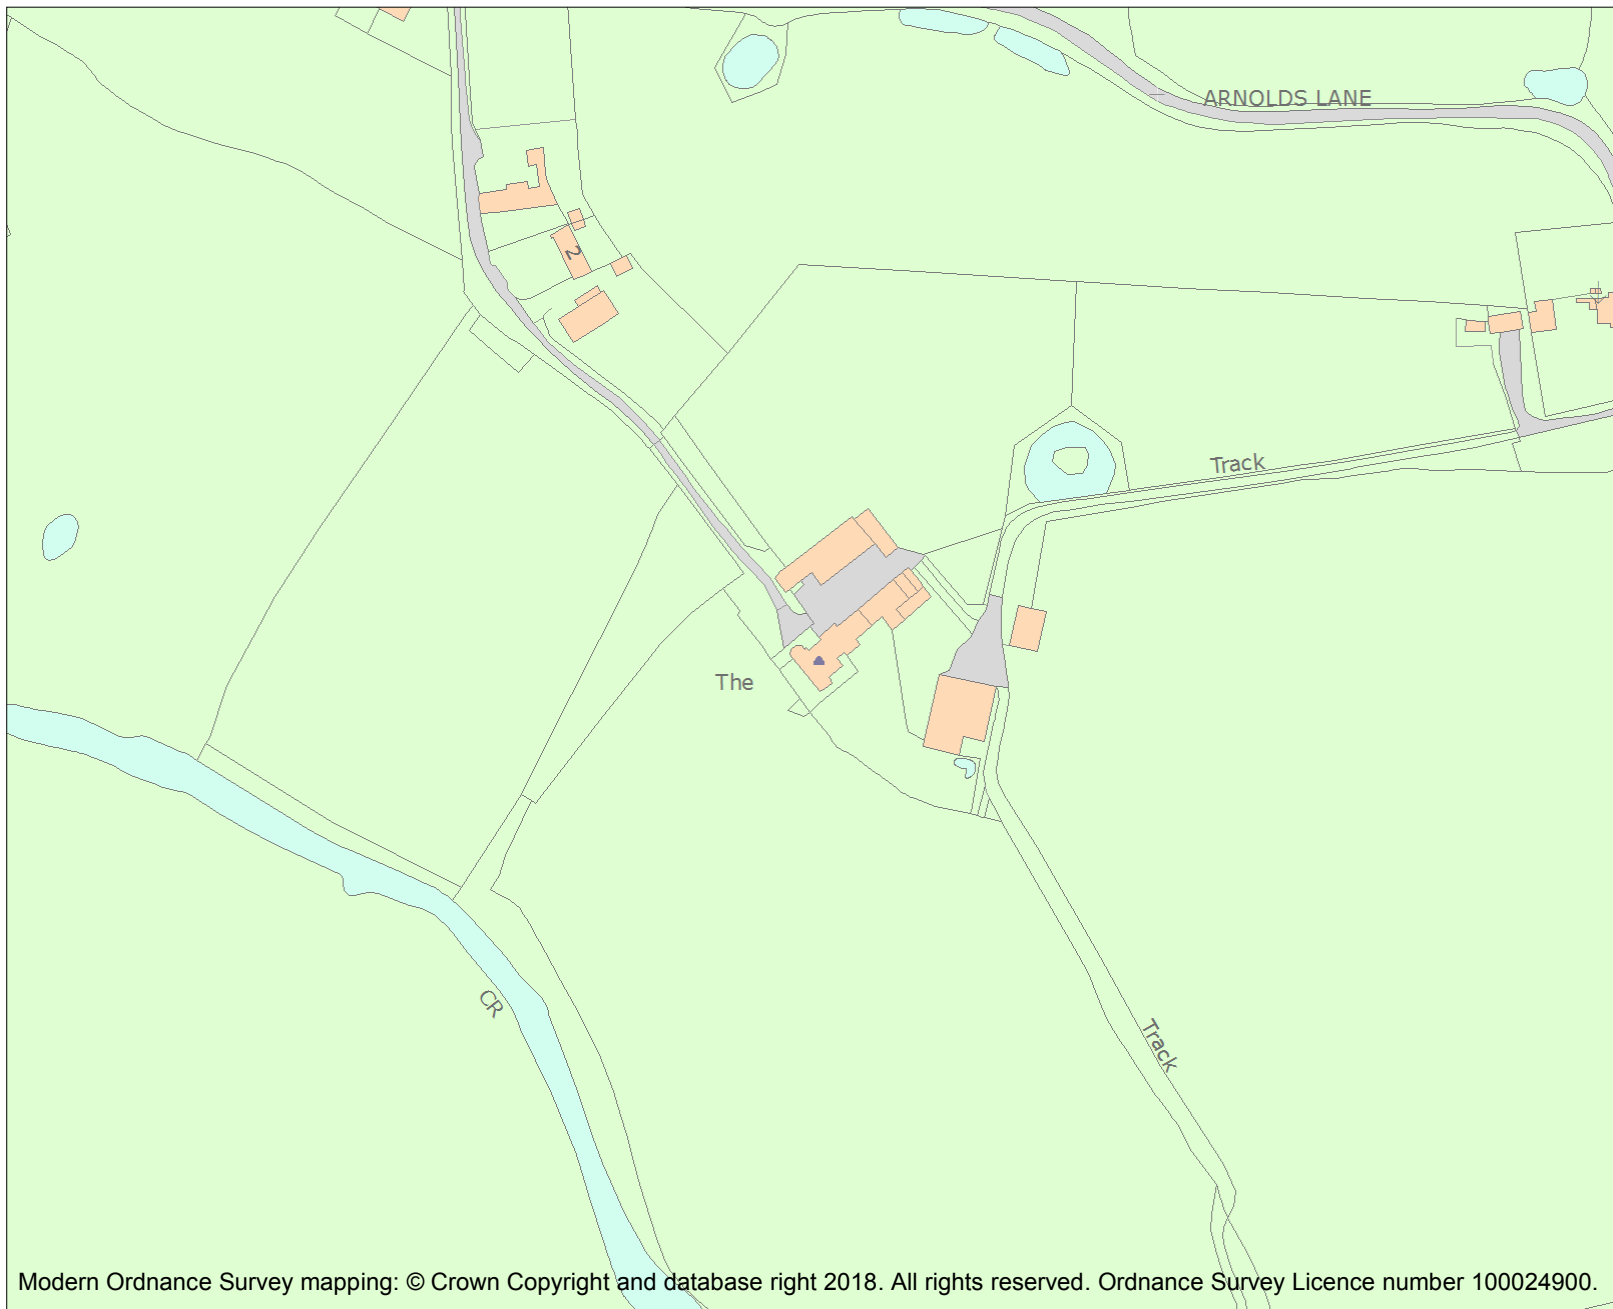 ARNOLDS LANE
2
Track
The
CR
Track
Modern Ordnance Survey mapping: © Crown Copyright and database right 2018. All rights reserved. Ordnance Survey Licence number 100024900.